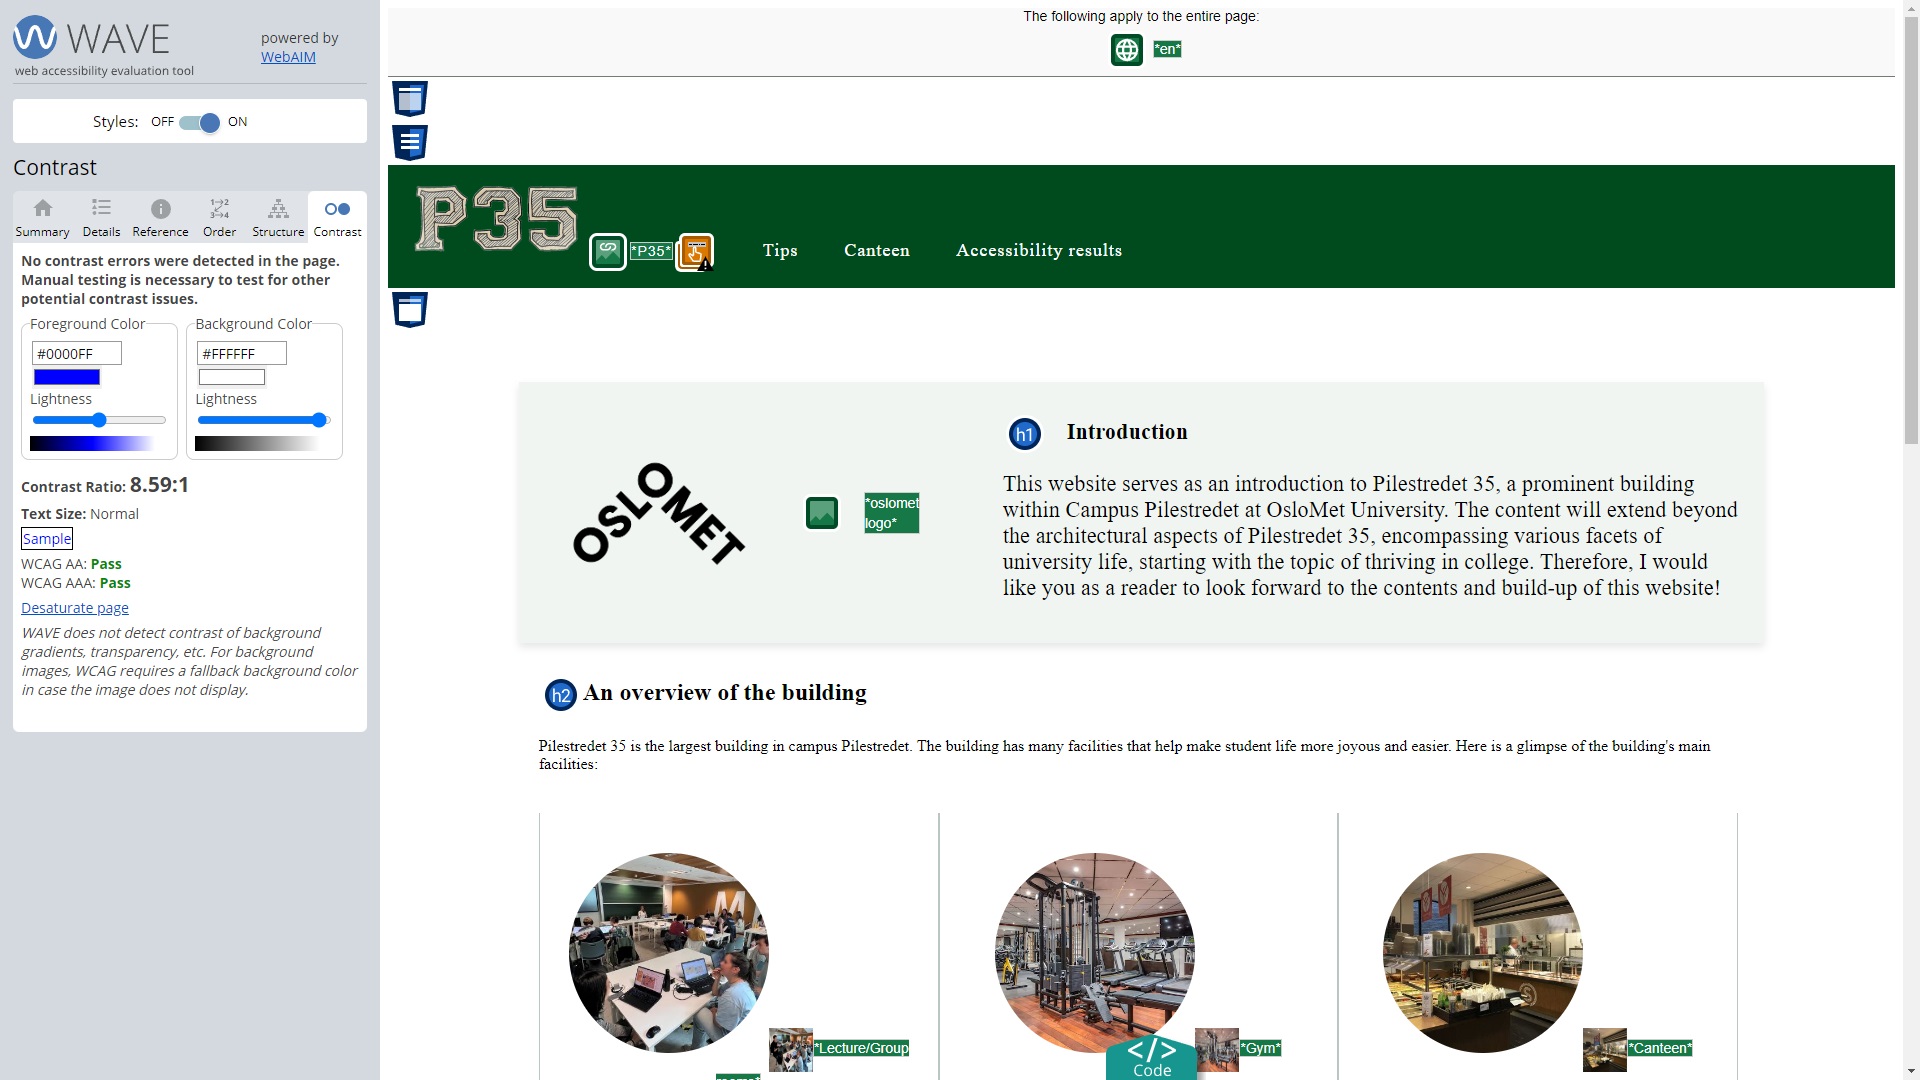 WAVE
powered by
WebAIM
web accessibility evaluation tool
Styles: OFF ON
Contrast
Summary Details Reference Order Structure Contrast
No contrast errors were detected in the page.
Manual testing is necessary to test for other
potential contrast issues.
Foreground Color Background Color
#0000FF #FFFFFF
Lightness Lightness
Contrast Ratio: 8.59:1
Text Size: Normal
Sample
WCAG AA: Pass
WCAG AAA: Pass
Desaturate page
WAVE does not detect contrast of background
gradients, transparency, etc. For background
images, WCAG requires a fallback background color
in case the image does not display.
The following apply to the entire page:
*en*
P35 *P35* Tips Canteen Accessibility results
OSLOMET
*oslomet
logo*
h1 Introduction
This website serves as an introduction to Pilestredet 35, a prominent building
within Campus Pilestredet at OsloMet University. The content will extend beyond
the architectural aspects of Pilestredet 35, encompassing various facets of
university life, starting with the topic of thriving in college. Therefore, I would
like you as a reader to look forward to the contents and build-up of this website!
h2 An overview of the building
Pilestredet 35 is the largest building in campus Pilestredet. The building has many facilities that help make student life more joyous and easier. Here is a glimpse of the building's main
facilities:
*Lecture/Group
*Gym*
*Canteen*
</> Code